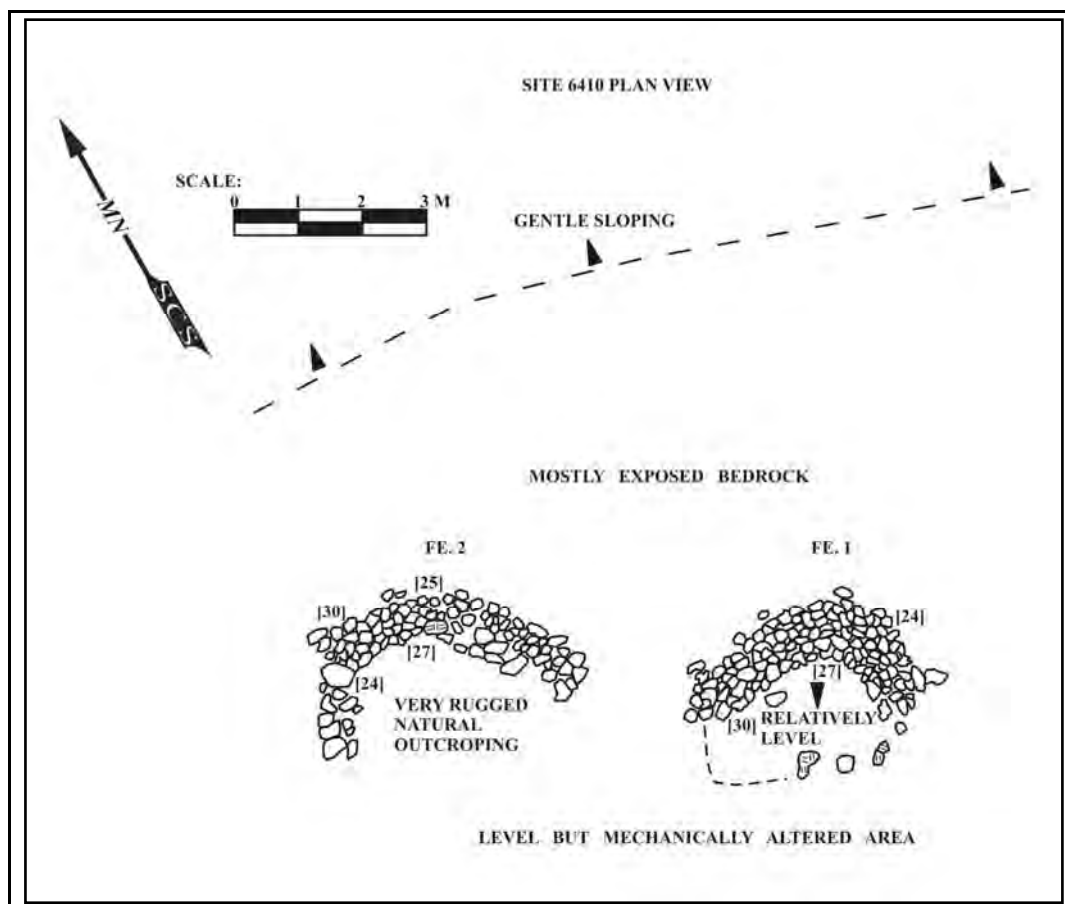 SITE 6410 PLAN VIEW
MN
SCS
SCALE:
0 1 2 3 M
GENTLE SLOPING
MOSTLY EXPOSED BEDROCK
FE. 2
FE. 1
[25]
[30]
[24]
[27]
[27]
[24]
VERY RUGGED
NATURAL
OUTCROPING
[30] RELATIVELY
LEVEL
LEVEL BUT MECHANICALLY ALTERED AREA